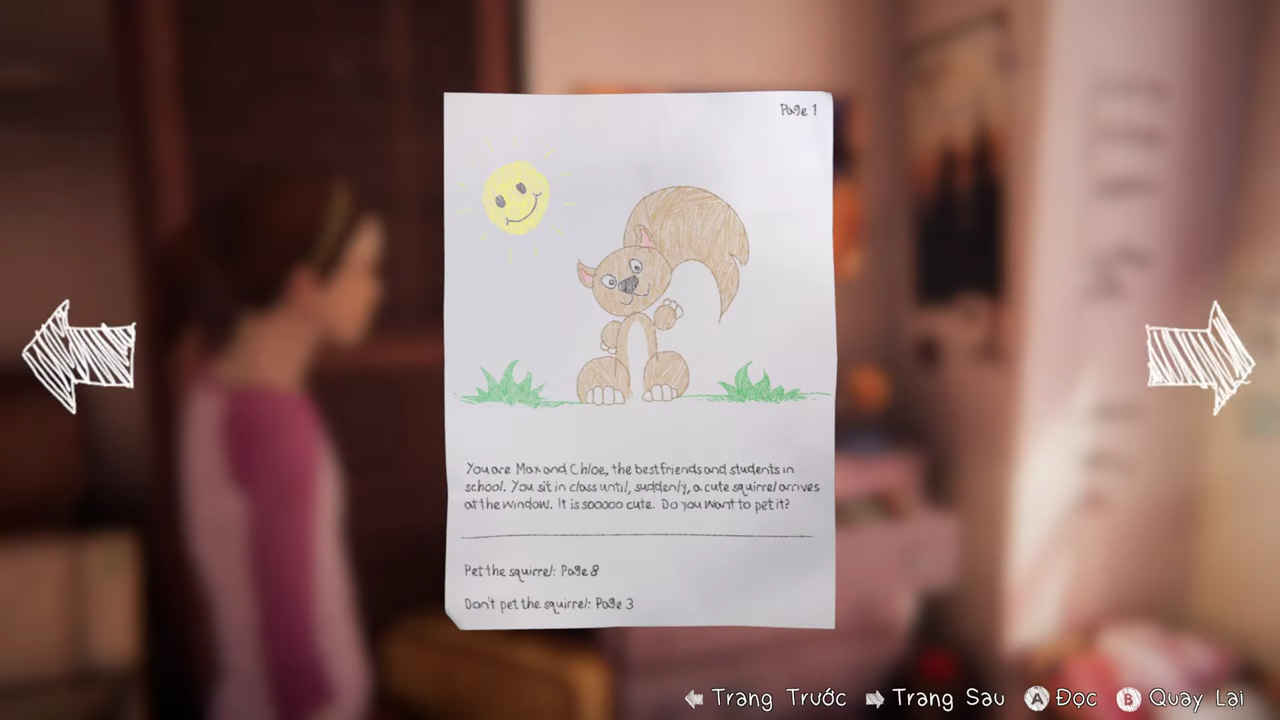 Page 1
You are Max and Chloe, the best friends and students in
school. You sit in class until, suddenly, a cute squirrel arrives
at the window. It is sooooo cute. Do you want to pet it?
Pet the squirrel: Page 8
Don't pet the squirrel: Page 3
Trang Trước Trang Sau A Đọc B Quay Lại